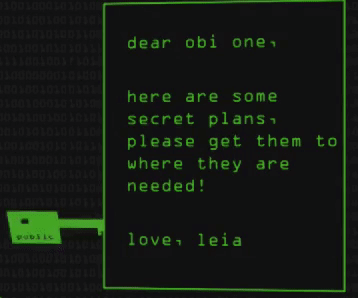 dear obi one,
here are some
secret plans,
please get them to
where they are
needed!
love, leia
public